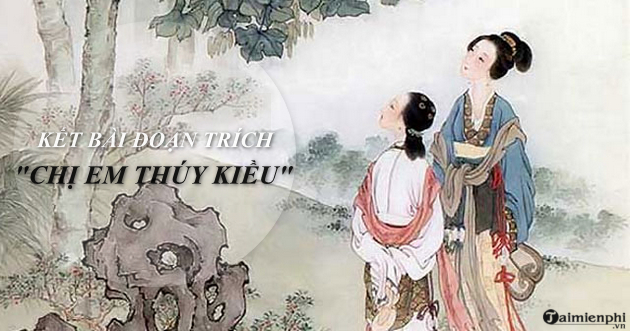 KẾT BÀI ĐOẠN TRÍCH
"CHỊ EM THÚY KIỀU"
Taimienphi
.vn